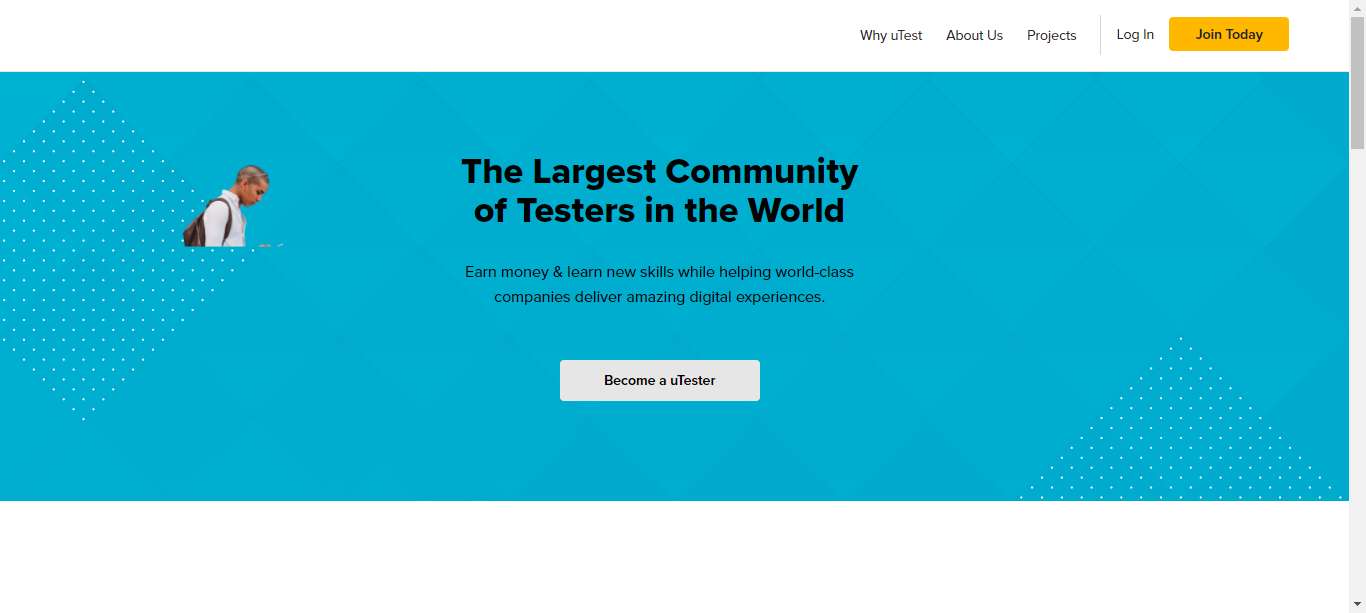 Why uTest
About Us
Projects
Log In
Join Today
The Largest Community
of Testers in the World
Earn money & learn new skills while helping world-class
companies deliver amazing digital experiences.
Become a uTester